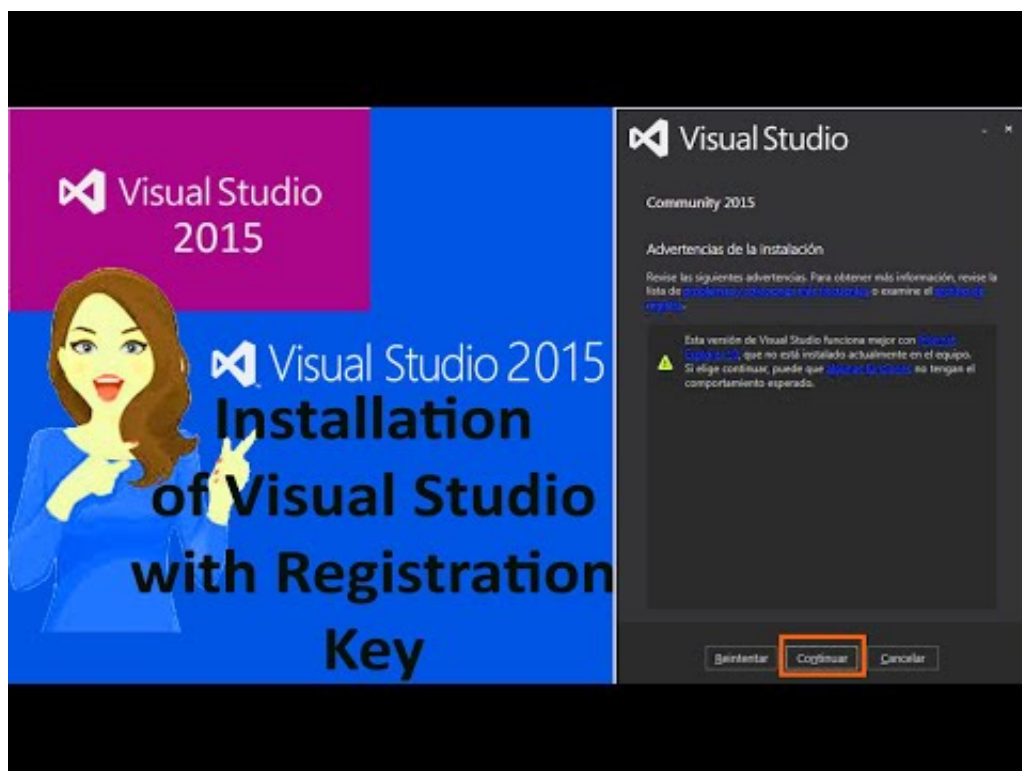 Visual Studio
2015
Visual Studio 2015
Installation
of Visual Studio
with Registration
Key
Visual Studio
Community 2015
Advertencias de la instalación
Revise las siguientes advertencias. Para obtener más información, revise la
lista de o examine el
Esta versión de Visual Studio funciona mejor con
que no está instalado actualmente en el equipo.
Si elige continuar, puede que no tengan el
comportamiento esperado.
Reintentar Continuar Cancelar